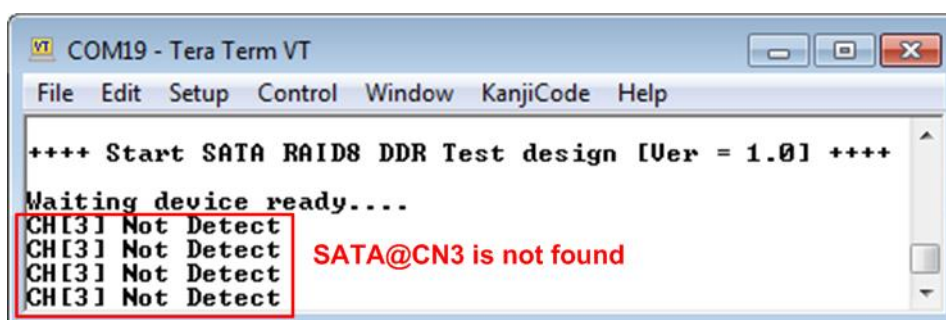 COM19 - Tera Term VT
File Edit Setup Control Window KanjiCode Help
++++ Start SATA RAID8 DDR Test design [Ver = 1.0] ++++
Waiting device ready....
CH[3] Not Detect
CH[3] Not Detect
CH[3] Not Detect
CH[3] Not Detect
SATA@CN3 is not found